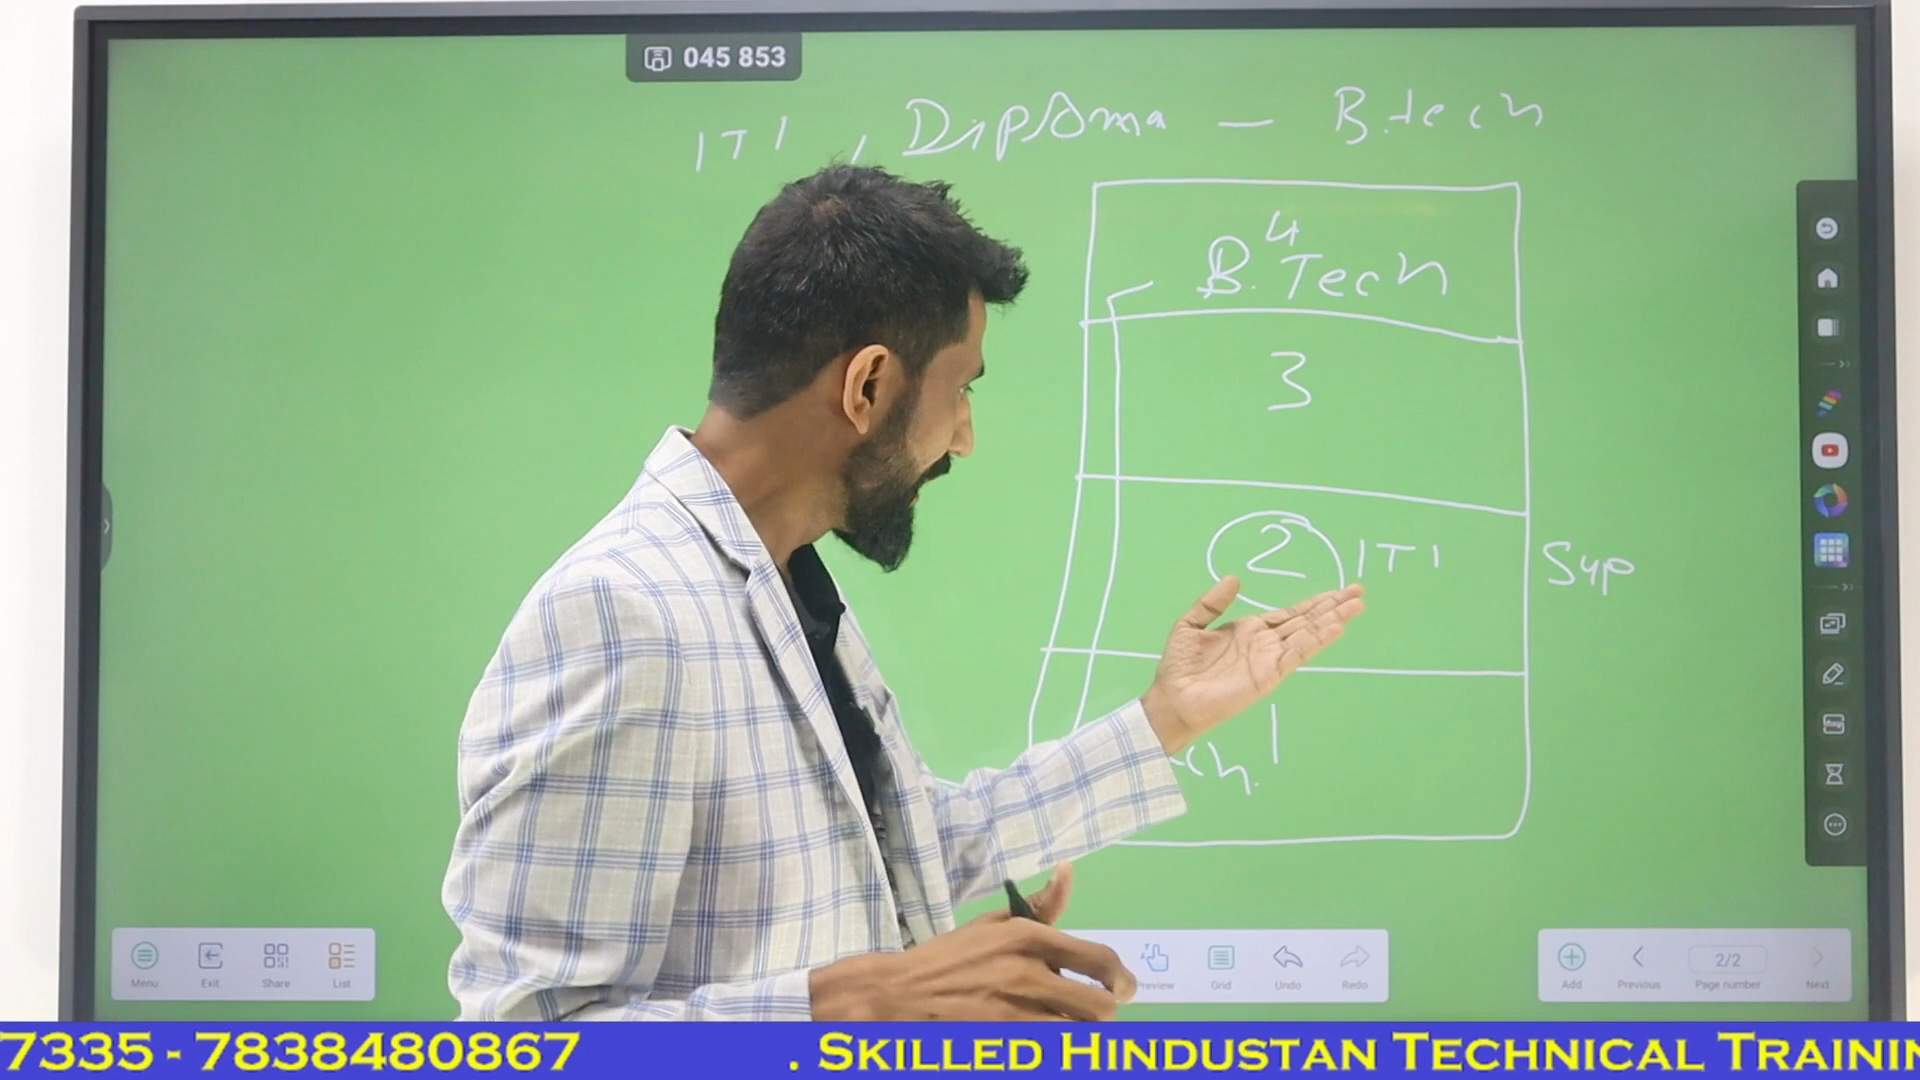 045 853
ITI , Diploma - B.tech
4
B.Tech
3
2 ITI Sup
1
ch.
Menu Exit Share List
Preview Grid Undo Redo
Add Previous 2/2 Page number Next
7335 - 7838480867 . SKILLED HINDUSTAN TECHNICAL TRAININ